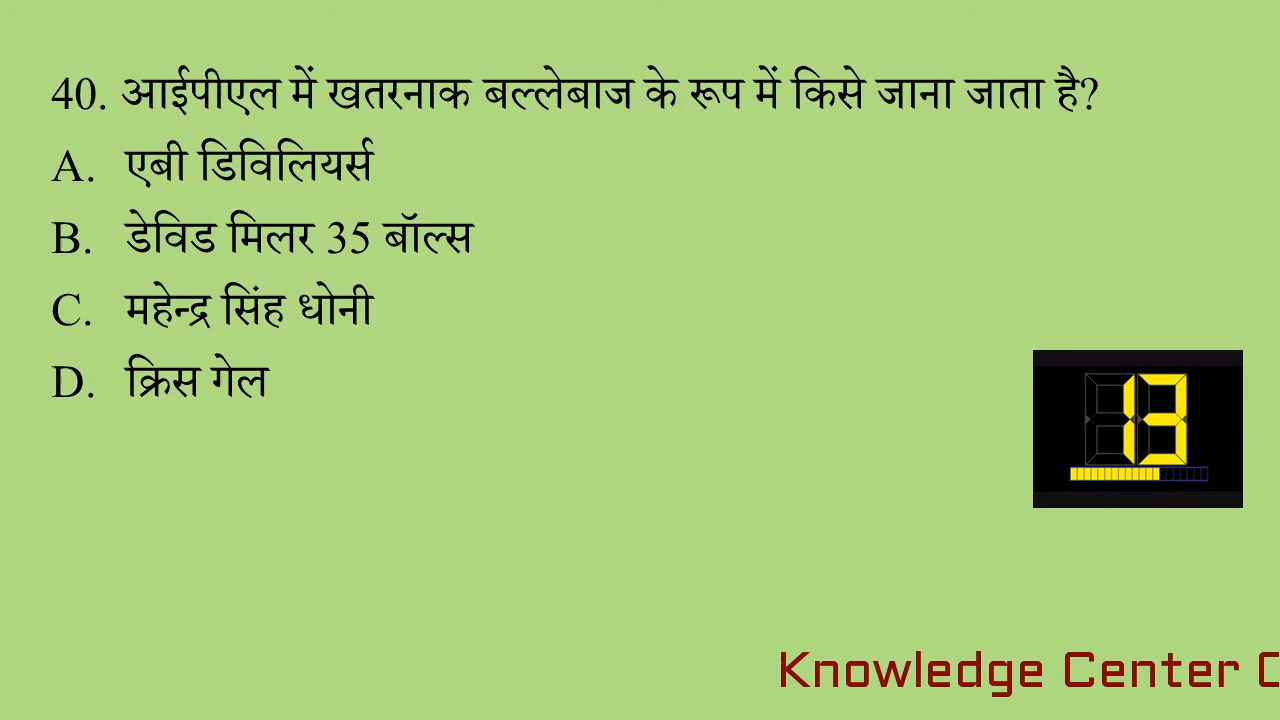 40. आईपीएल में खतरनाक बल्लेबाज के रूप में किसे जाना जाता है?
A. एबी डिविलियर्स
B. डेविड मिलर 35 बॉल्स
C. महेन्द्र सिंह धोनी
D. क्रिस गेल
13
Knowledge Center C